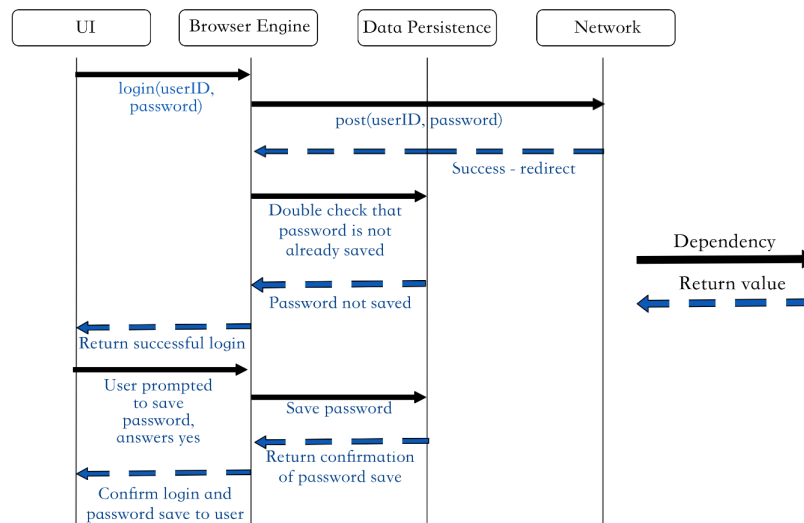 UI
Browser Engine
Data Persistence
Network
login(userID,
password)
post(userID, password)
Success - redirect
Double check that
password is not
already saved
Dependency
Return value
Password not saved
Return successful login
User prompted
to save
password,
answers yes
Save password
Return confirmation
of password save
Confirm login and
password save to user